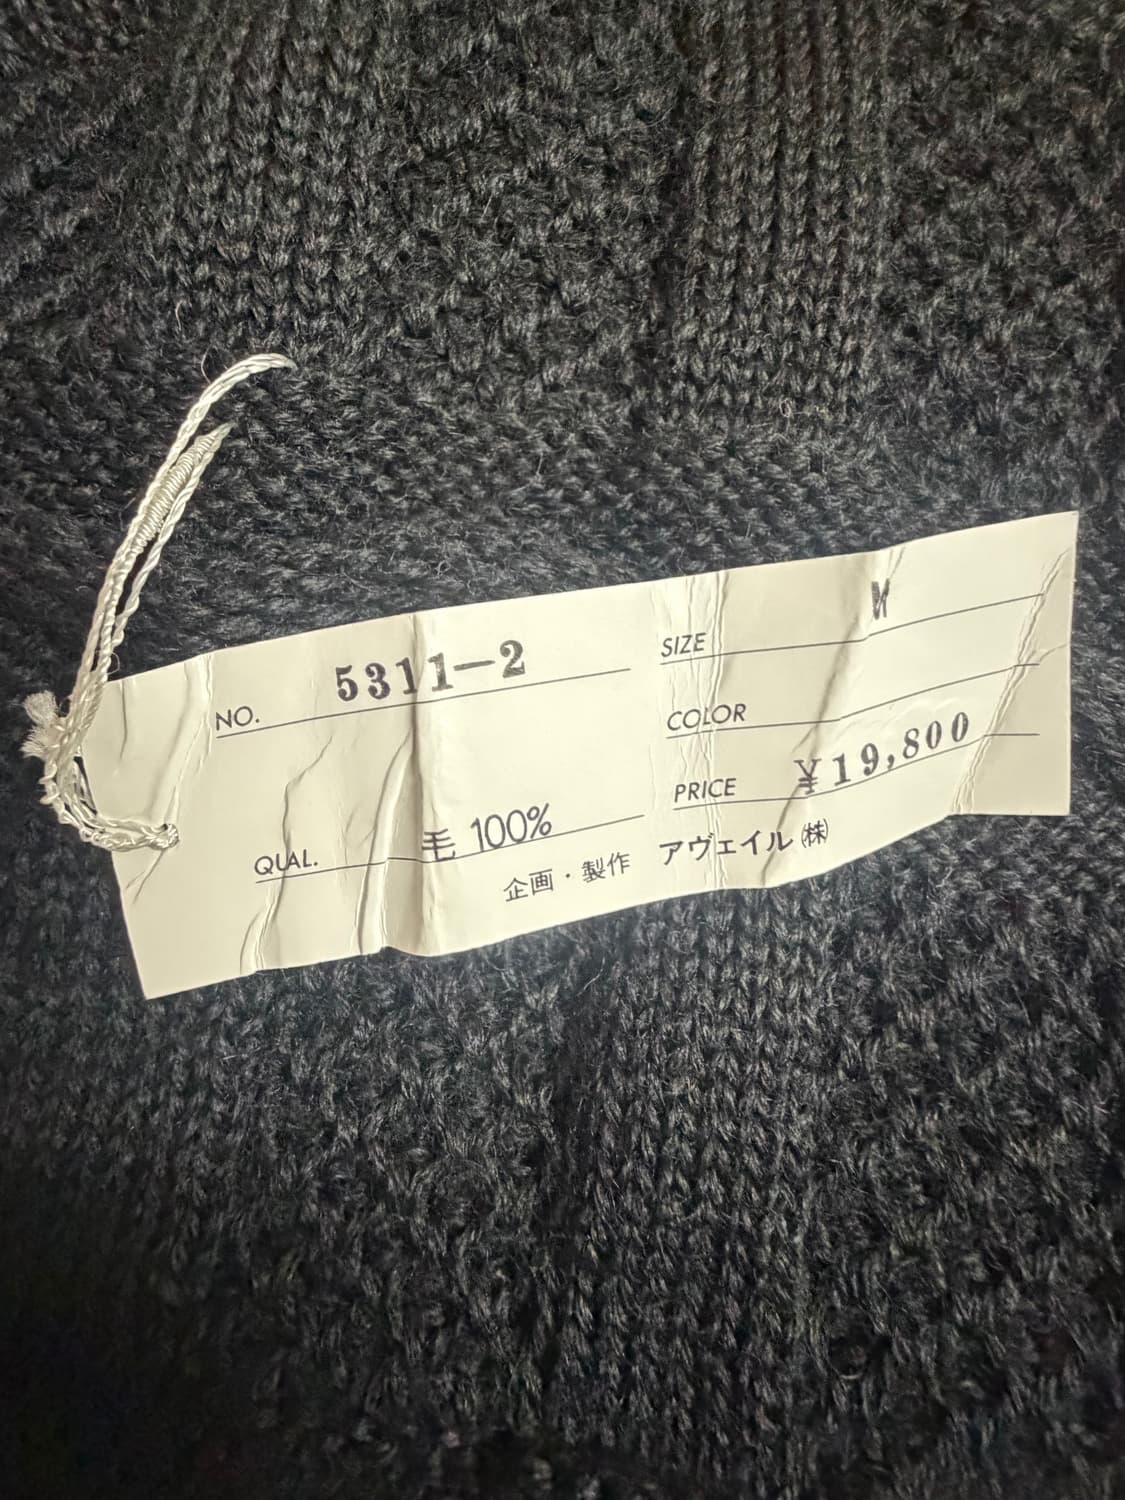 NO. 5311-2
QUAL. 毛 100%
企画・製作 アヴェイル㈱
SIZE M
COLOR
PRICE ¥19,800